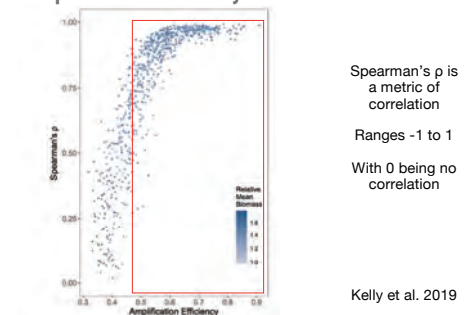 1.00
0.75
0.50
0.25
0.00
Spearman's ρ
0.3 0.4 0.5 0.6 0.7 0.8 0.9
Amplification Efficiency
Relative
Mean
Biomass
1.6
1.4
1.2
1.0
Spearman's ρ is
a metric of
correlation
Ranges -1 to 1
With 0 being no
correlation
Kelly et al. 2019